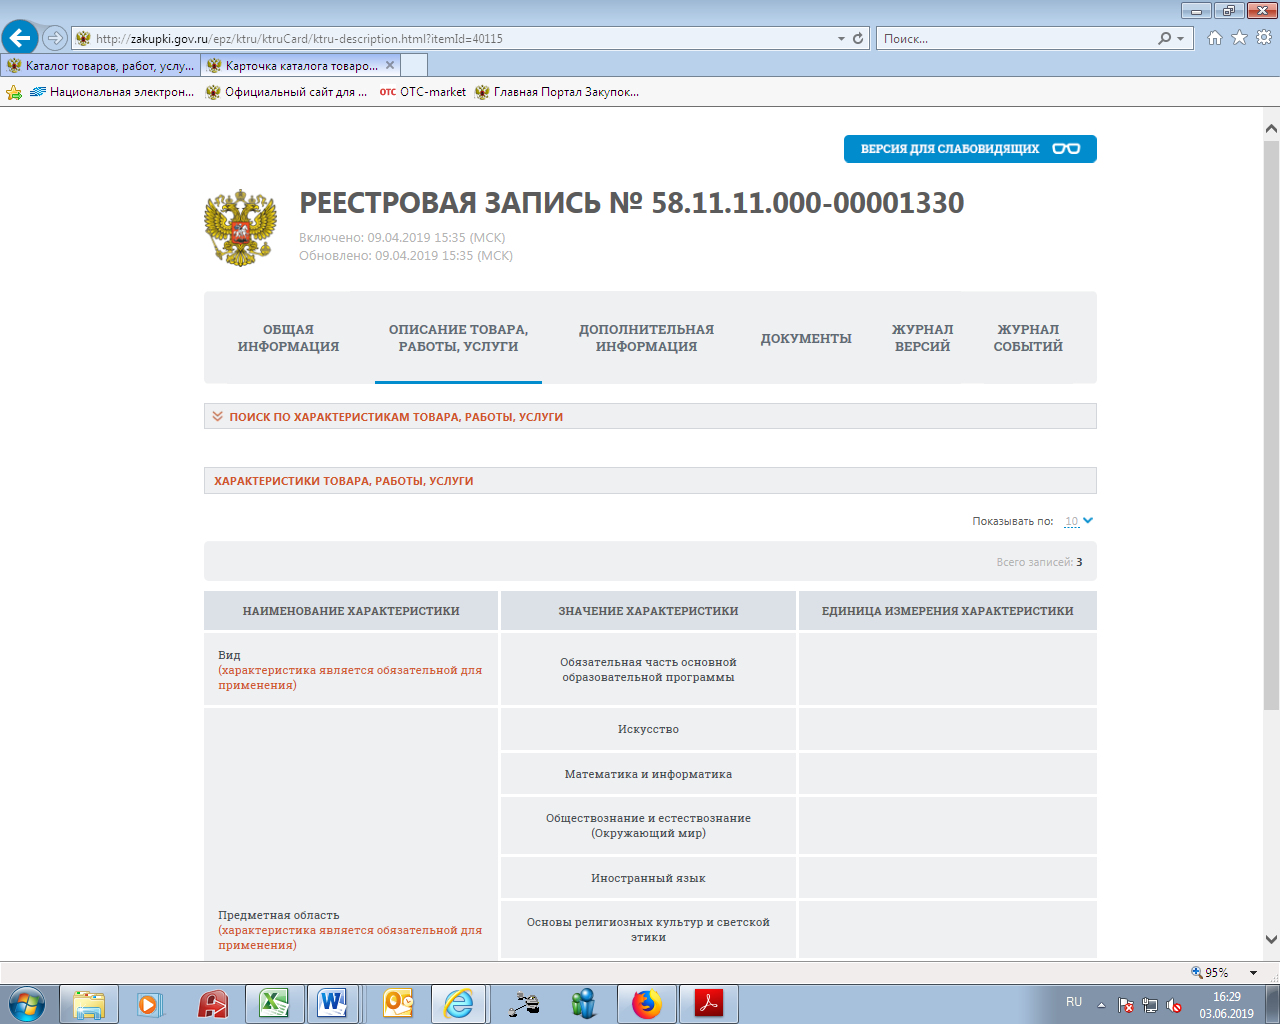 http://zakupki.gov.ru/epz/ktru/ktruCard/ktru-description.html?itemId=40115
Поиск...
Каталог товаров, работ, услу...
Карточка каталога товаро...
Национальная электрон...
Официальный сайт для ...
отс OTC-market
Главная Портал Закупок...
ВЕРСИЯ ДЛЯ СЛАБОВИДЯЩИХ
РЕЕСТРОВАЯ ЗАПИСЬ № 58.11.11.000-00001330
Включено: 09.04.2019 15:35 (МСК)
Обновлено: 09.04.2019 15:35 (МСК)
ОБЩАЯ
ИНФОРМАЦИЯ
ОПИСАНИЕ ТОВАРА,
РАБОТЫ, УСЛУГИ
ДОПОЛНИТЕЛЬНАЯ
ИНФОРМАЦИЯ
ДОКУМЕНТЫ
ЖУРНАЛ
ВЕРСИЙ
ЖУРНАЛ
СОБЫТИЙ
ПОИСК ПО ХАРАКТЕРИСТИКАМ ТОВАРА, РАБОТЫ, УСЛУГИ
ХАРАКТЕРИСТИКИ ТОВАРА, РАБОТЫ, УСЛУГИ
Показывать по: 10
Всего записей: 3
НАИМЕНОВАНИЕ ХАРАКТЕРИСТИКИ
ЗНАЧЕНИЕ ХАРАКТЕРИСТИКИ
ЕДИНИЦА ИЗМЕРЕНИЯ ХАРАКТЕРИСТИКИ
Вид
(характеристика является обязательной для
применения)
Обязательная часть основной
образовательной программы
Искусство
Математика и информатика
Обществознание и естествознание
(Окружающий мир)
Иностранный язык
Предметная область
(характеристика является обязательной для
применения)
Основы религиозных культур и светской
этики
95%
RU
16:29
03.06.2019